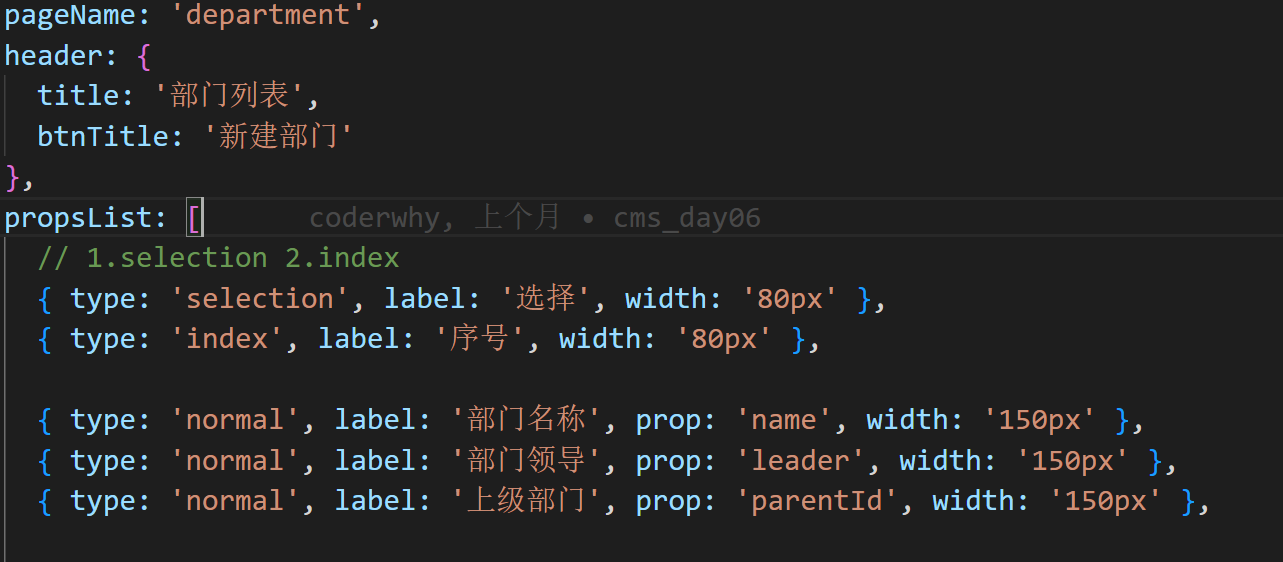 pageName: 'department',
header: {
title: '部门列表',
btnTitle: '新建部门'
},
propsList: [ coderwhy, 上个月 • cms_day06
// 1.selection 2.index
{ type: 'selection', label: '选择', width: '80px' },
{ type: 'index', label: '序号', width: '80px' },
{ type: 'normal', label: '部门名称', prop: 'name', width: '150px' },
{ type: 'normal', label: '部门领导', prop: 'leader', width: '150px' },
{ type: 'normal', label: '上级部门', prop: 'parentId', width: '150px' },